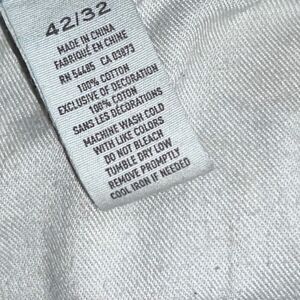 42/32
MADE IN CHINA
FABRIQUÉ EN CHINE
RN 54485 CA 03873
100% COTTON
EXCLUSIVE OF DECORATION
100% COTON
SANS LES DÉCORATIONS
MACHINE WASH COLD
WITH LIKE COLORS
DO NOT BLEACH
TUMBLE DRY LOW
REMOVE PROMPTLY
COOL IRON IF NEEDED